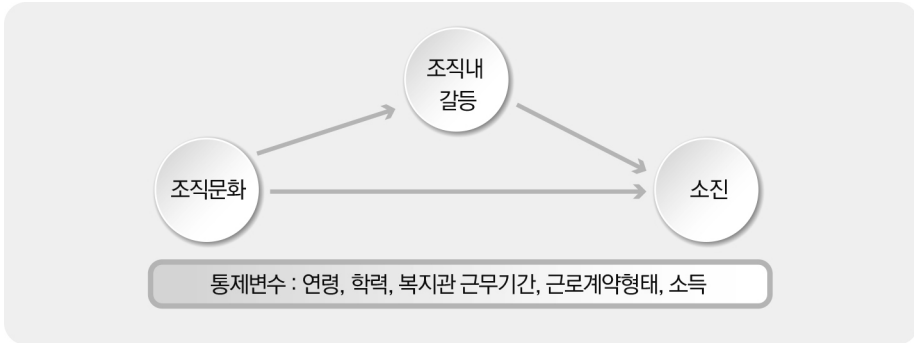 조직내
갈등
조직문화
소진
통제변수 : 연령, 학력, 복지관 근무기간, 근로계약형태, 소득